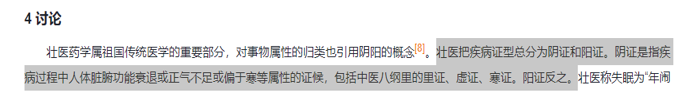 4 讨论
壮医药学属祖国传统医学的重要部分，对事物属性的归类也引用阴阳的概念[8]。壮医把疾病证型总分为阴证和阳证。阴证是指疾
病过程中人体脏腑功能衰退或正气不足或偏于寒等属性的证候，包括中医八纲里的里证、虚证、寒证。阳证反之。壮医称失眠为“年闹